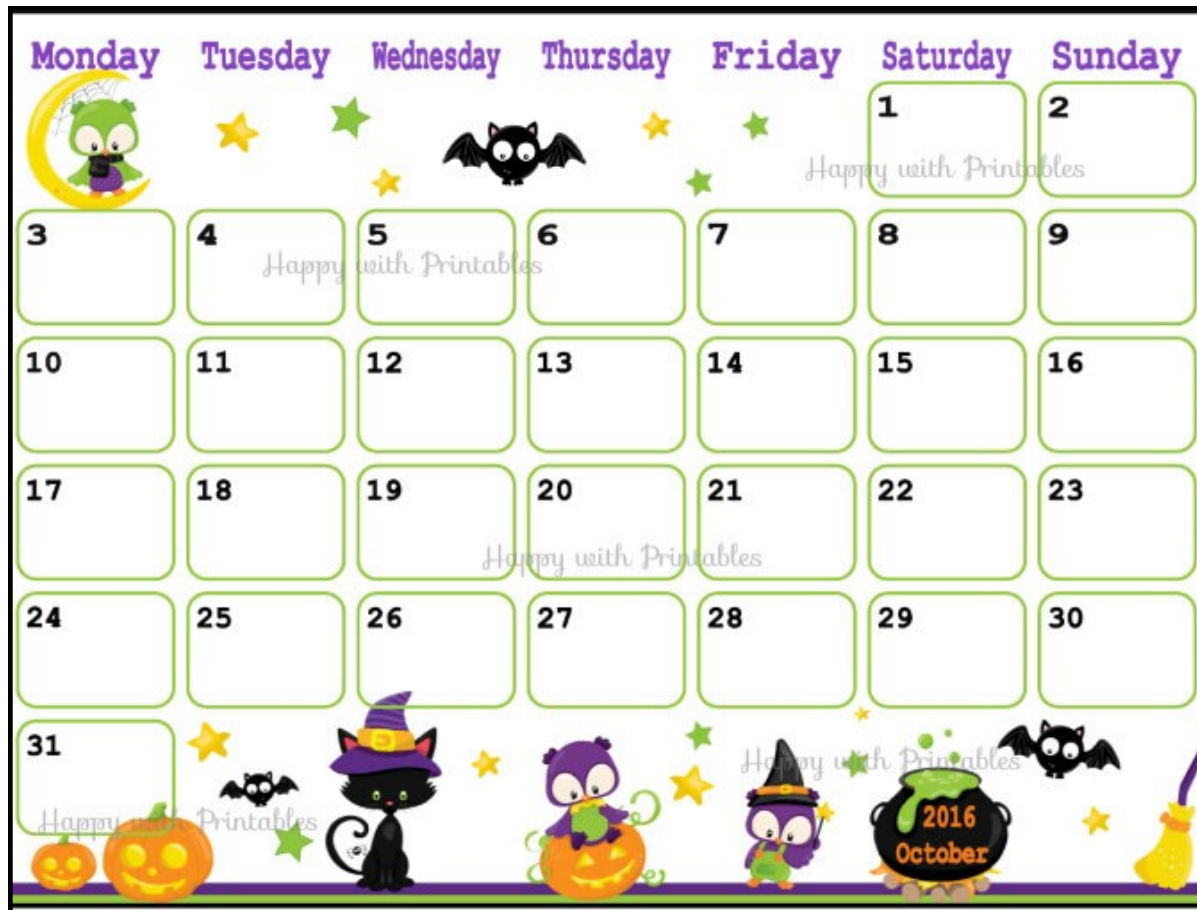 Monday Tuesday Wednesday Thursday Friday Saturday Sunday
1 2
Happy with Printables
3 4 5 6 7 8 9
Happy with Printables
10 11 12 13 14 15 16
17 18 19 20 21 22 23
Happy with Printables
24 25 26 27 28 29 30
31
Happy with Printables
Happy with Printables
2016
October